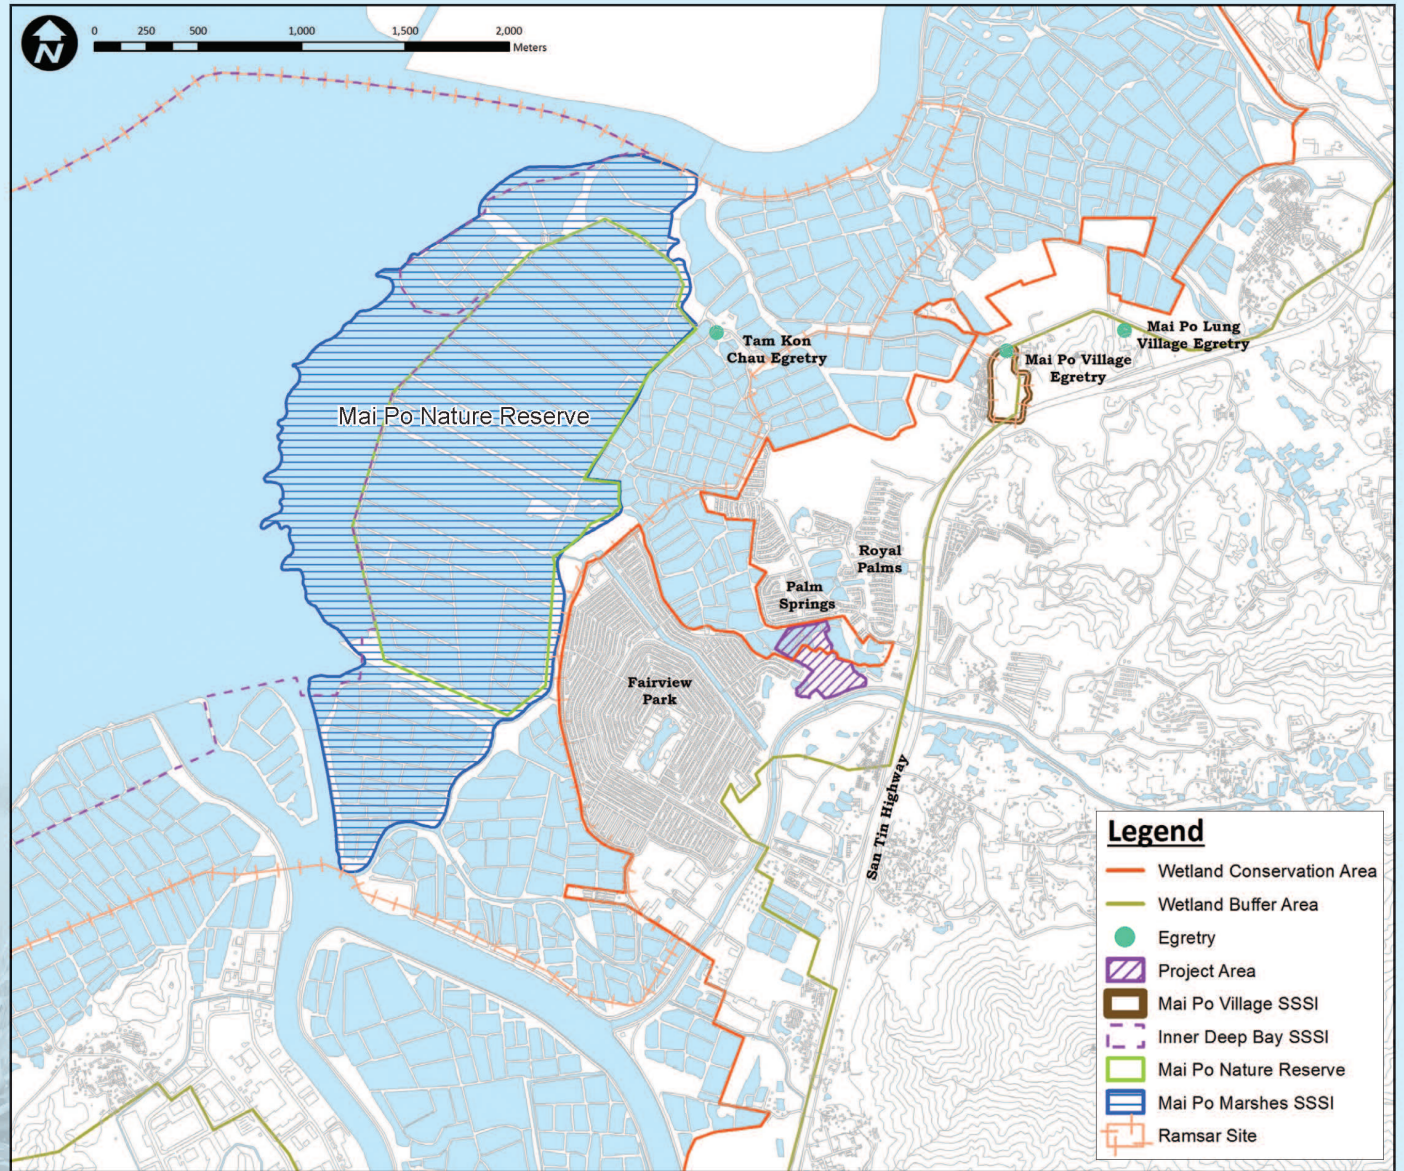 N
0 250 500 1,000 1,500 2,000
Meters
Tam Kon
Chau Egretry
Mai Po Lung
Village Egretry
Mai Po Village
Egretry
Mai Po Nature Reserve
Royal
Palms
Palm
Springs
Fairview
Park
San Tin Highway
Legend
Wetland Conservation Area
Wetland Buffer Area
Egretry
Project Area
Mai Po Village SSSI
Inner Deep Bay SSSI
Mai Po Nature Reserve
Mai Po Marshes SSSI
Ramsar Site